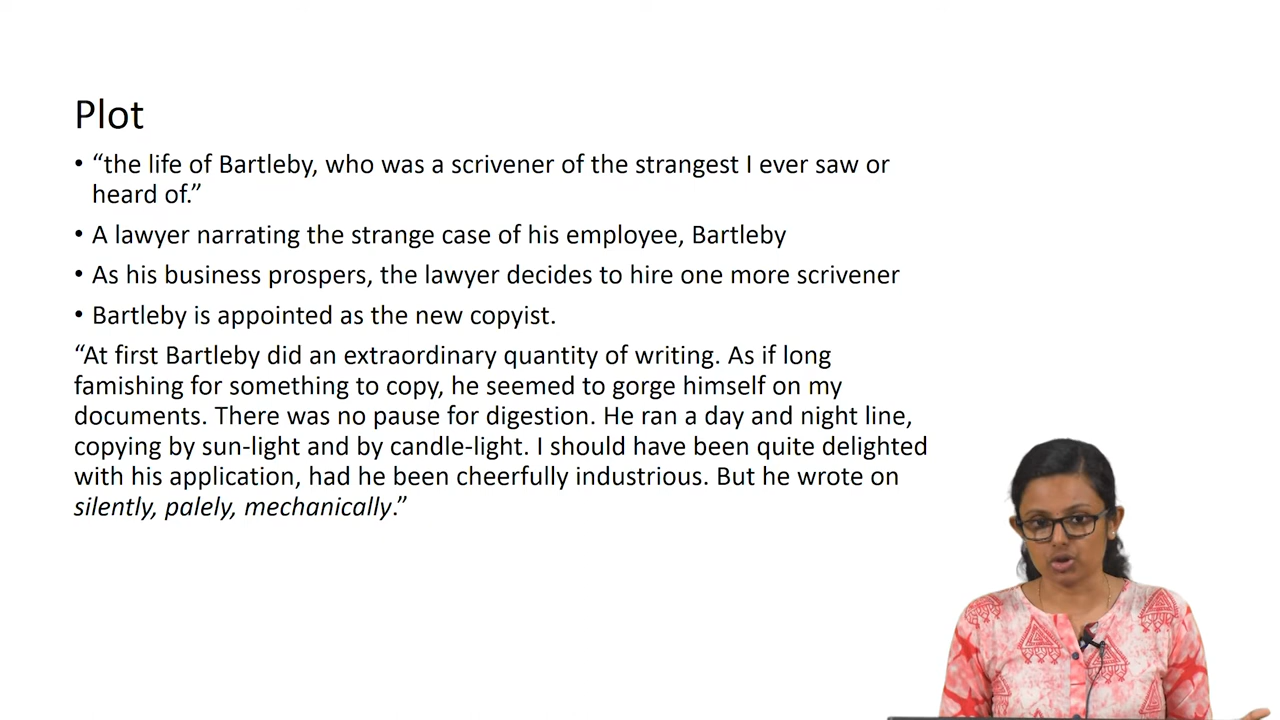 Plot
• “the life of Bartleby, who was a scrivener of the strangest I ever saw or
heard of.”
• A lawyer narrating the strange case of his employee, Bartleby
• As his business prospers, the lawyer decides to hire one more scrivener
• Bartleby is appointed as the new copyist.
“At first Bartleby did an extraordinary quantity of writing. As if long
famishing for something to copy, he seemed to gorge himself on my
documents. There was no pause for digestion. He ran a day and night line,
copying by sun-light and by candle-light. I should have been quite delighted
with his application, had he been cheerfully industrious. But he wrote on
silently, palely, mechanically.”